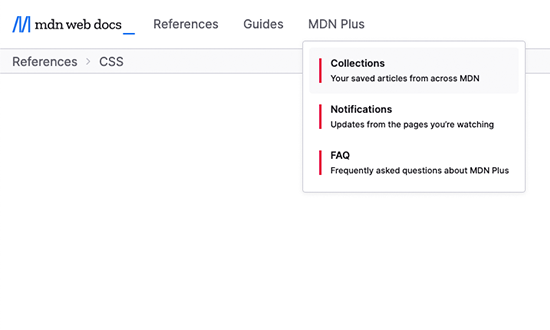 mdn web docs_
References Guides MDN Plus
References > CSS
Collections
Your saved articles from across MDN
Notifications
Updates from the pages you're watching
FAQ
Frequently asked questions about MDN Plus